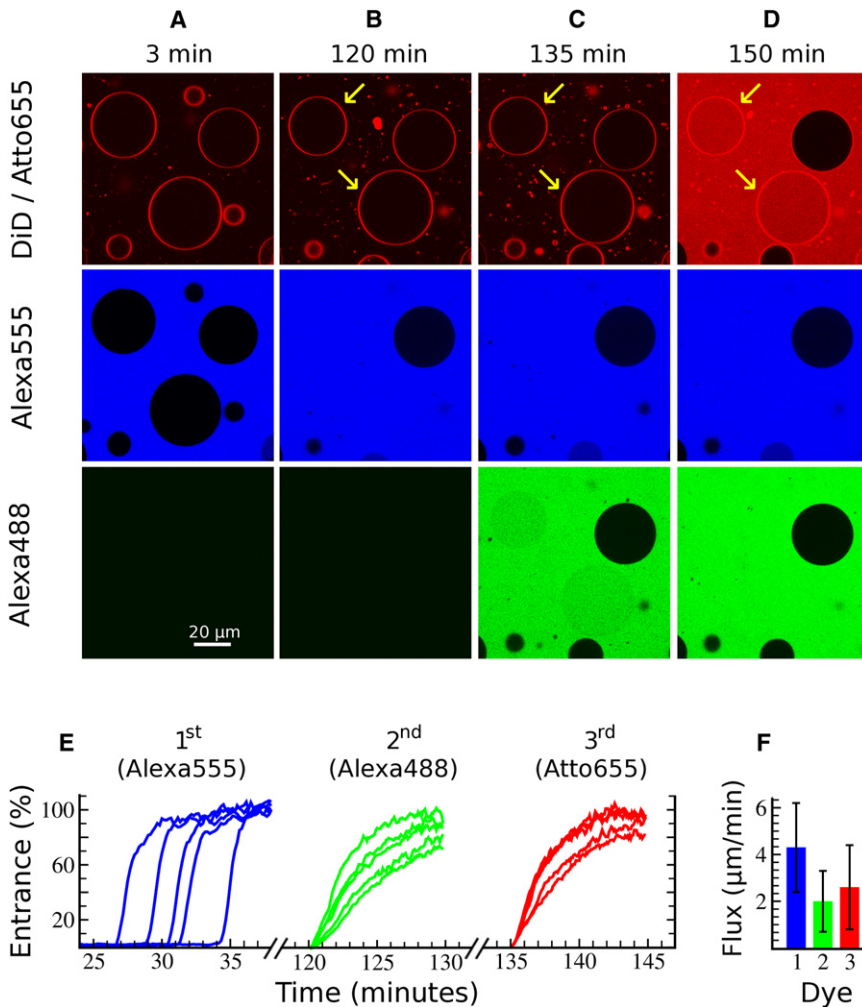 A B C D
3 min 120 min 135 min 150 min
DiD / Atto655
Alexa555
Alexa488
20 µm
E 1st 2nd 3rd F
(Alexa555) (Alexa488) (Atto655)
Entrance (%)
100
60
20
24 30 35 120 125 130 135 140 145
Time (minutes)
Flux (µm/min)
6
4
2
1 2 3
Dye